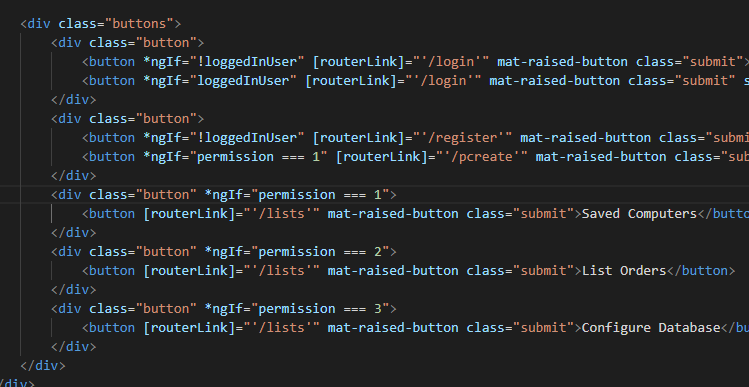 <div class="buttons">
<div class="button">
<button *ngIf="!loggedInUser" [routerLink]="'/login'" mat-raised-button class="submit">
<button *ngIf="loggedInUser" [routerLink]="'/login'" mat-raised-button class="submit" s
</div>
<div class="button">
<button *ngIf="!loggedInUser" [routerLink]="'/register'" mat-raised-button class="submi
<button *ngIf="permission === 1" [routerLink]="'/pcreate'" mat-raised-button class="sub
</div>
<div class="button" *ngIf="permission === 1">
<button [routerLink]="'/lists'" mat-raised-button class="submit">Saved Computers</butto
</div>
<div class="button" *ngIf="permission === 2">
<button [routerLink]="'/lists'" mat-raised-button class="submit">List Orders</button>
</div>
<div class="button" *ngIf="permission === 3">
<button [routerLink]="'/lists'" mat-raised-button class="submit">Configure Database</bu
</div>
</div>
/div>